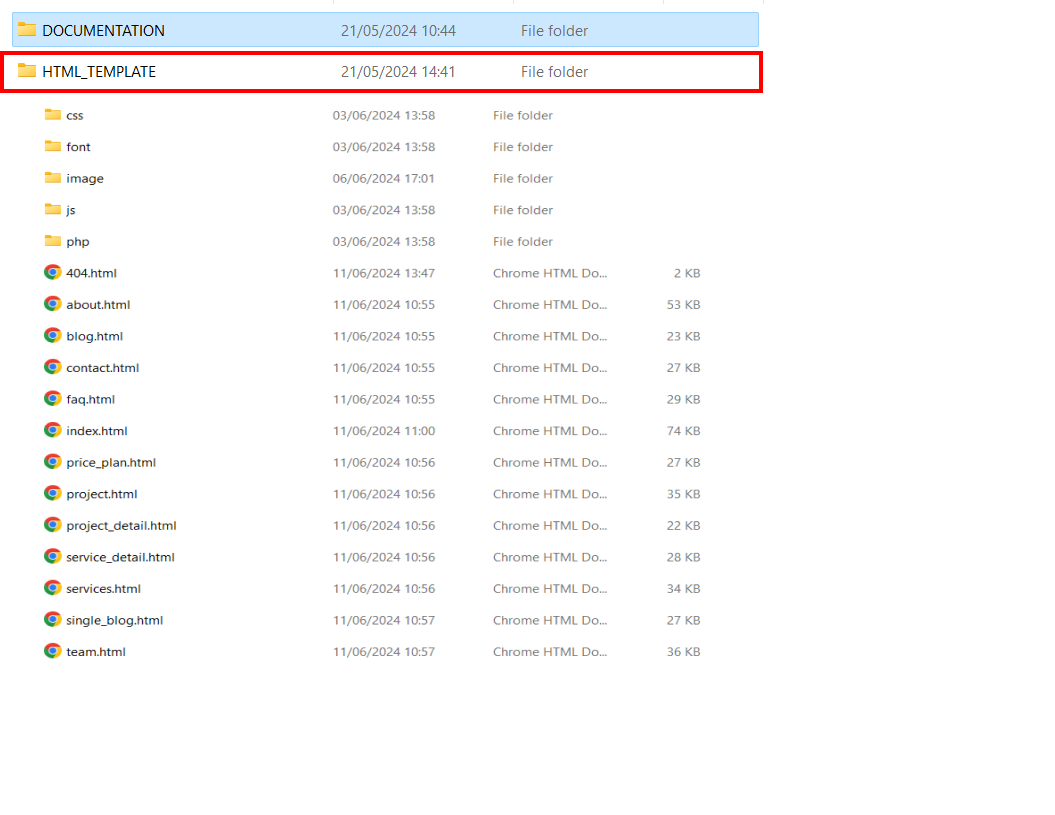 DOCUMENTATION 21/05/2024 10:44 File folder
HTML_TEMPLATE 21/05/2024 14:41 File folder
css 03/06/2024 13:58 File folder
font 03/06/2024 13:58 File folder
image 06/06/2024 17:01 File folder
js 03/06/2024 13:58 File folder
php 03/06/2024 13:58 File folder
404.html 11/06/2024 13:47 Chrome HTML Do... 2 KB
about.html 11/06/2024 10:55 Chrome HTML Do... 53 KB
blog.html 11/06/2024 10:55 Chrome HTML Do... 23 KB
contact.html 11/06/2024 10:55 Chrome HTML Do... 27 KB
faq.html 11/06/2024 10:55 Chrome HTML Do... 29 KB
index.html 11/06/2024 11:00 Chrome HTML Do... 74 KB
price_plan.html 11/06/2024 10:56 Chrome HTML Do... 27 KB
project.html 11/06/2024 10:56 Chrome HTML Do... 35 KB
project_detail.html 11/06/2024 10:56 Chrome HTML Do... 22 KB
service_detail.html 11/06/2024 10:56 Chrome HTML Do... 28 KB
services.html 11/06/2024 10:56 Chrome HTML Do... 34 KB
single_blog.html 11/06/2024 10:57 Chrome HTML Do... 27 KB
team.html 11/06/2024 10:57 Chrome HTML Do... 36 KB